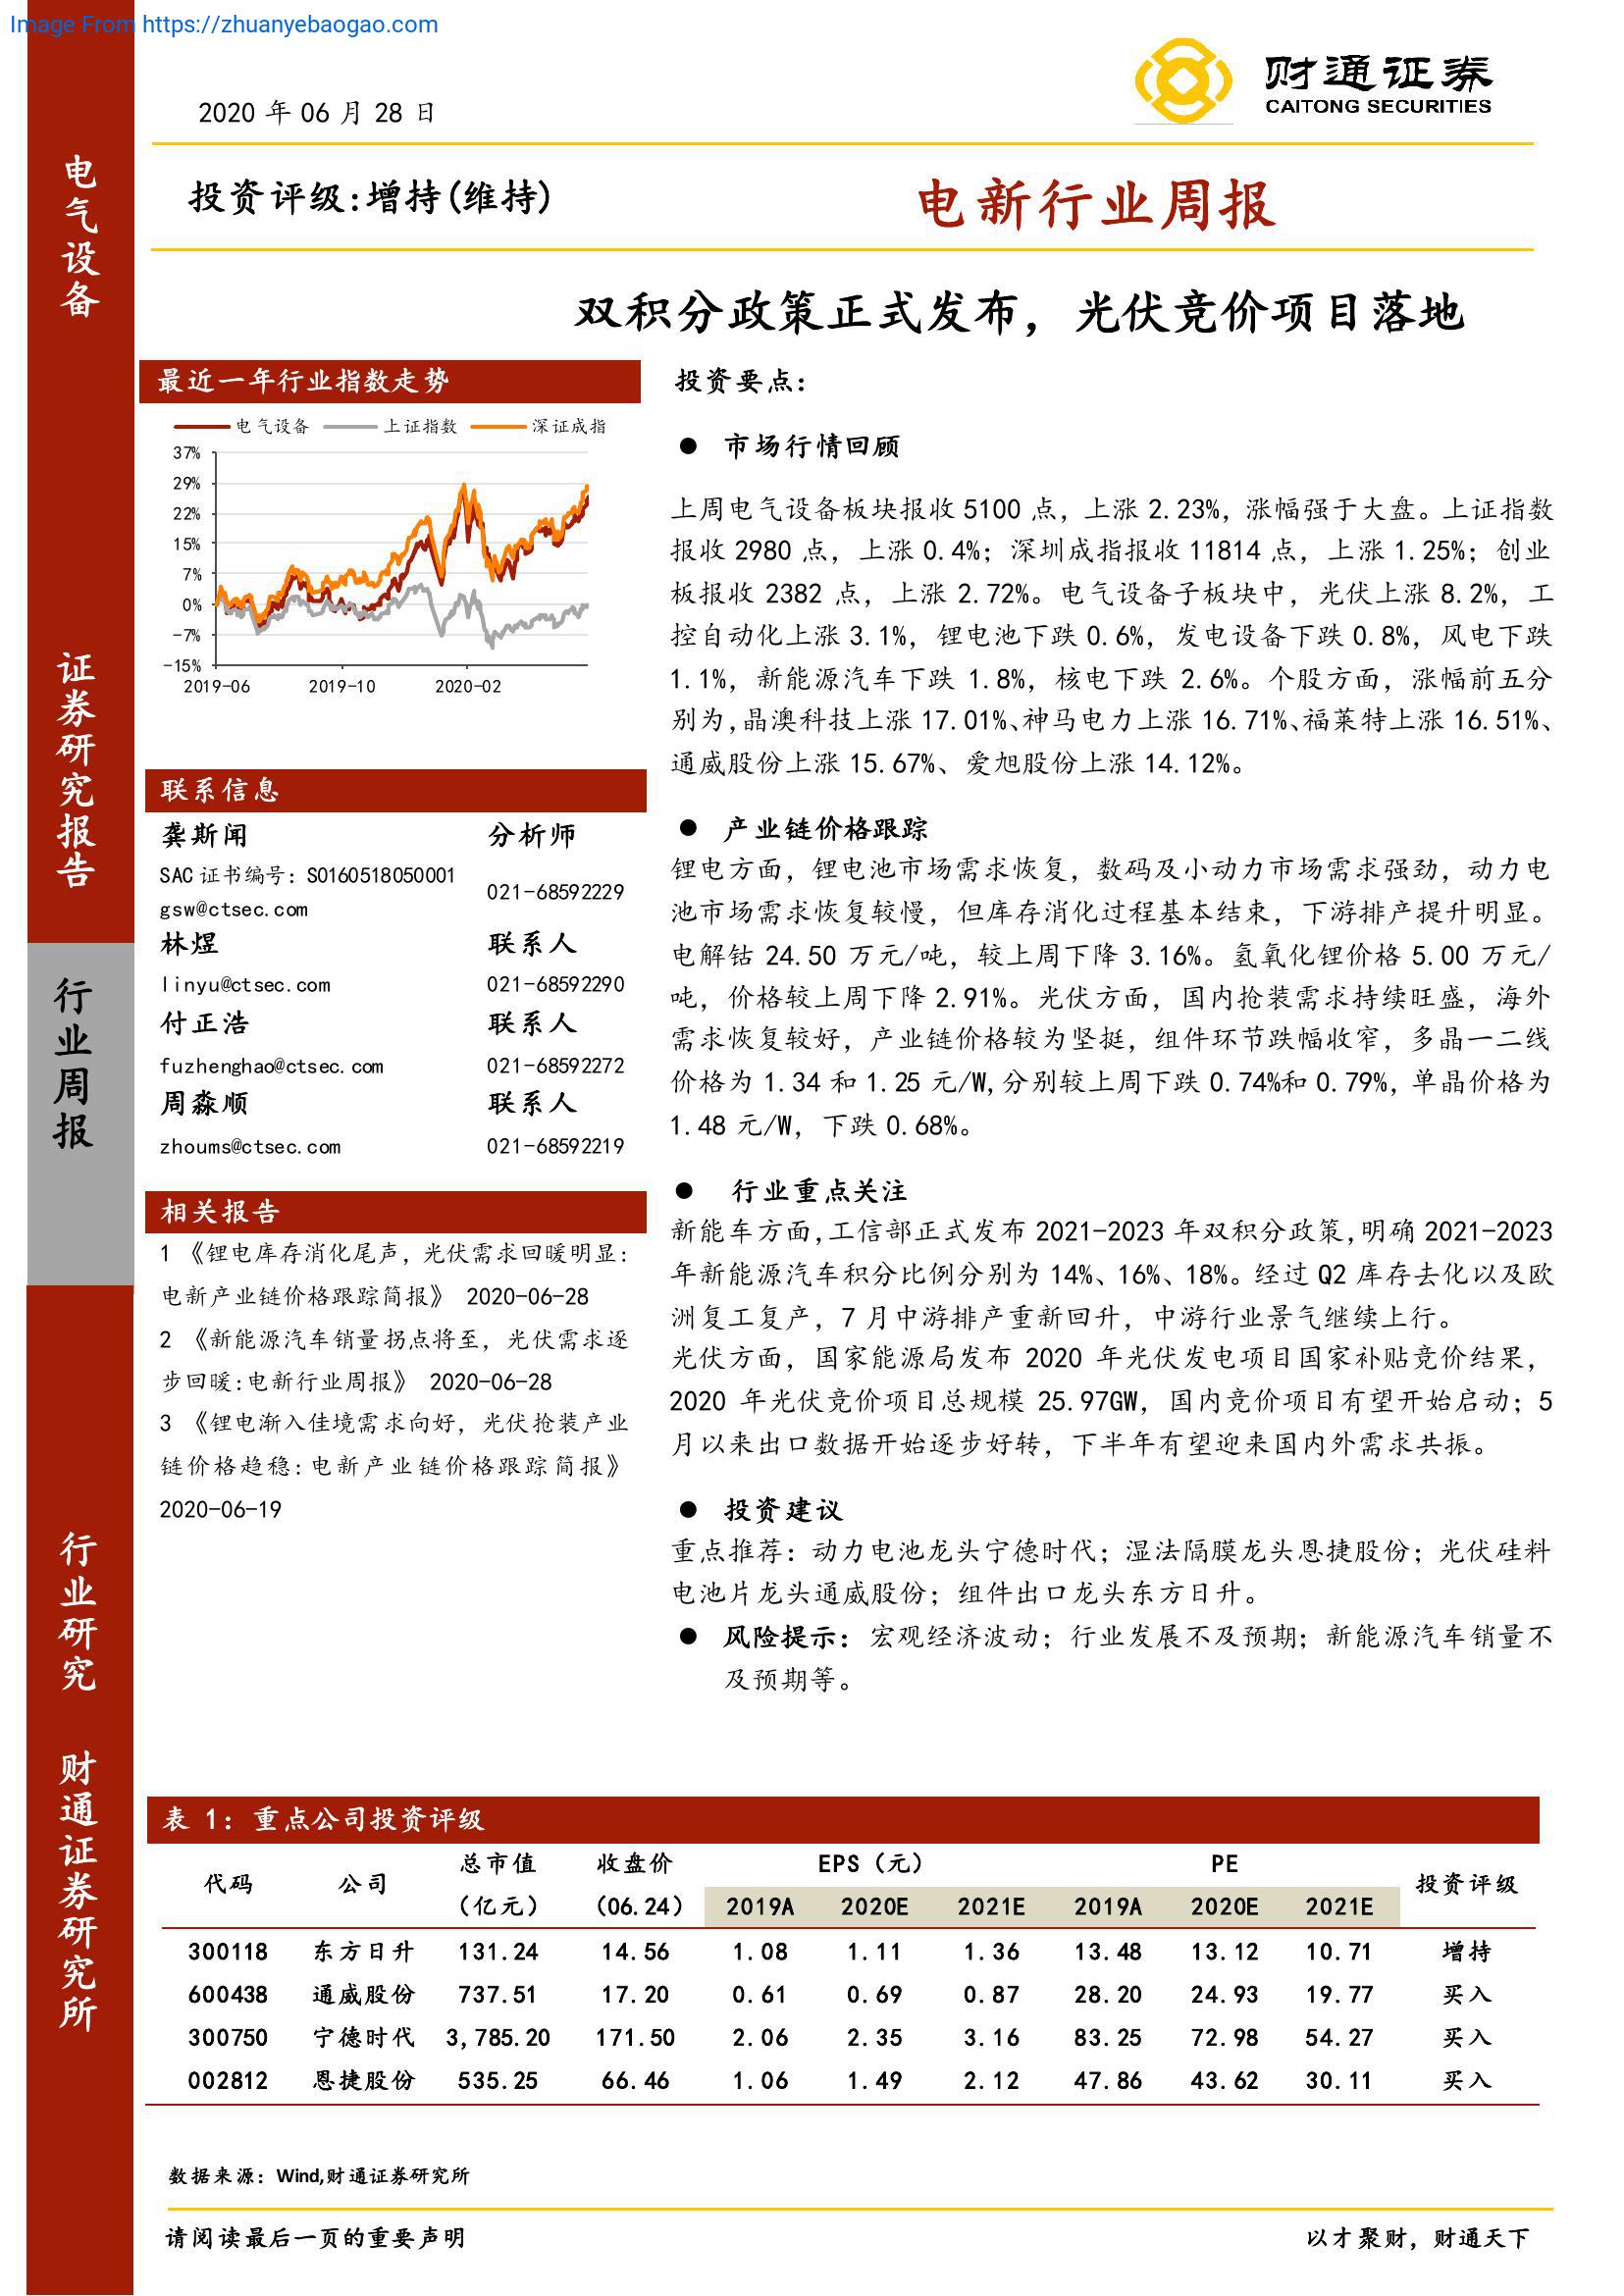 Image From https://zhuanyebaogao.com
财通证券
CAITONG SECURITIES
2020 年 06 月 28 日
投资评级:增持(维持)
电新行业周报
双积分政策正式发布，光伏竞价项目落地
电气设备
证券研究报告
行业周报
行业研究
财通证券研究所
最近一年行业指数走势
电气设备 上证指数 深证成指
37%
29%
22%
15%
7%
0%
-7%
-15%
2019-06 2019-10 2020-02
联系信息
龚斯闻 分析师
SAC 证书编号：S0160518050001
021-68592229
gsw@ctsec.com
林煜 联系人
linyu@ctsec.com 021-68592290
付正浩 联系人
fuzhenghao@ctsec.com 021-68592272
周淼顺 联系人
zhoums@ctsec.com 021-68592219
相关报告
1 《锂电库存消化尾声，光伏需求回暖明显：
电新产业链价格跟踪简报》 2020-06-28
2 《新能源汽车销量拐点将至，光伏需求逐
步回暖:电新行业周报》 2020-06-28
3 《锂电渐入佳境需求向好，光伏抢装产业
链价格趋稳：电新产业链价格跟踪简报》
2020-06-19
投资要点：
● 市场行情回顾
上周电气设备板块报收 5100 点，上涨 2.23%，涨幅强于大盘。上证指数
报收 2980 点，上涨 0.4%；深圳成指报收 11814 点，上涨 1.25%；创业
板报收 2382 点，上涨 2.72%。电气设备子板块中，光伏上涨 8.2%，工
控自动化上涨 3.1%，锂电池下跌 0.6%，发电设备下跌 0.8%，风电下跌
1.1%，新能源汽车下跌 1.8%，核电下跌 2.6%。个股方面，涨幅前五分
别为，晶澳科技上涨 17.01%、神马电力上涨 16.71%、福莱特上涨 16.51%、
通威股份上涨 15.67%、爱旭股份上涨 14.12%。
● 产业链价格跟踪
锂电方面，锂电池市场需求恢复，数码及小动力市场需求强劲，动力电
池市场需求恢复较慢，但库存消化过程基本结束，下游排产提升明显。
电解钴 24.50 万元/吨，较上周下降 3.16%。氢氧化锂价格 5.00 万元/
吨，价格较上周下降 2.91%。光伏方面，国内抢装需求持续旺盛，海外
需求恢复较好，产业链价格较为坚挺，组件环节跌幅收窄，多晶一二线
价格为 1.34 和 1.25 元/W,分别较上周下跌 0.74%和 0.79%，单晶价格为
1.48 元/W，下跌 0.68%。
● 行业重点关注
新能车方面，工信部正式发布 2021-2023 年双积分政策，明确 2021-2023
年新能源汽车积分比例分别为 14%、16%、18%。经过 Q2 库存去化以及欧
洲复工复产，7 月中游排产重新回升，中游行业景气继续上行。
光伏方面，国家能源局发布 2020 年光伏发电项目国家补贴竞价结果，
2020 年光伏竞价项目总规模 25.97GW，国内竞价项目有望开始启动；5
月以来出口数据开始逐步好转，下半年有望迎来国内外需求共振。
● 投资建议
重点推荐：动力电池龙头宁德时代；湿法隔膜龙头恩捷股份；光伏硅料
电池片龙头通威股份；组件出口龙头东方日升。
● 风险提示：宏观经济波动；行业发展不及预期；新能源汽车销量不
及预期等。
表 1：重点公司投资评级
代码 公司 总市值 收盘价 EPS（元） PE 投资评级
（亿元） （06.24） 2019A 2020E 2021E 2019A 2020E 2021E
300118 东方日升 131.24 14.56 1.08 1.11 1.36 13.48 13.12 10.71 增持
600438 通威股份 737.51 17.20 0.61 0.69 0.87 28.20 24.93 19.77 买入
300750 宁德时代 3,785.20 171.50 2.06 2.35 3.16 83.25 72.98 54.27 买入
002812 恩捷股份 535.25 66.46 1.06 1.49 2.12 47.86 43.62 30.11 买入
数据来源：Wind,财通证券研究所
请阅读最后一页的重要声明 以才聚财，财通天下